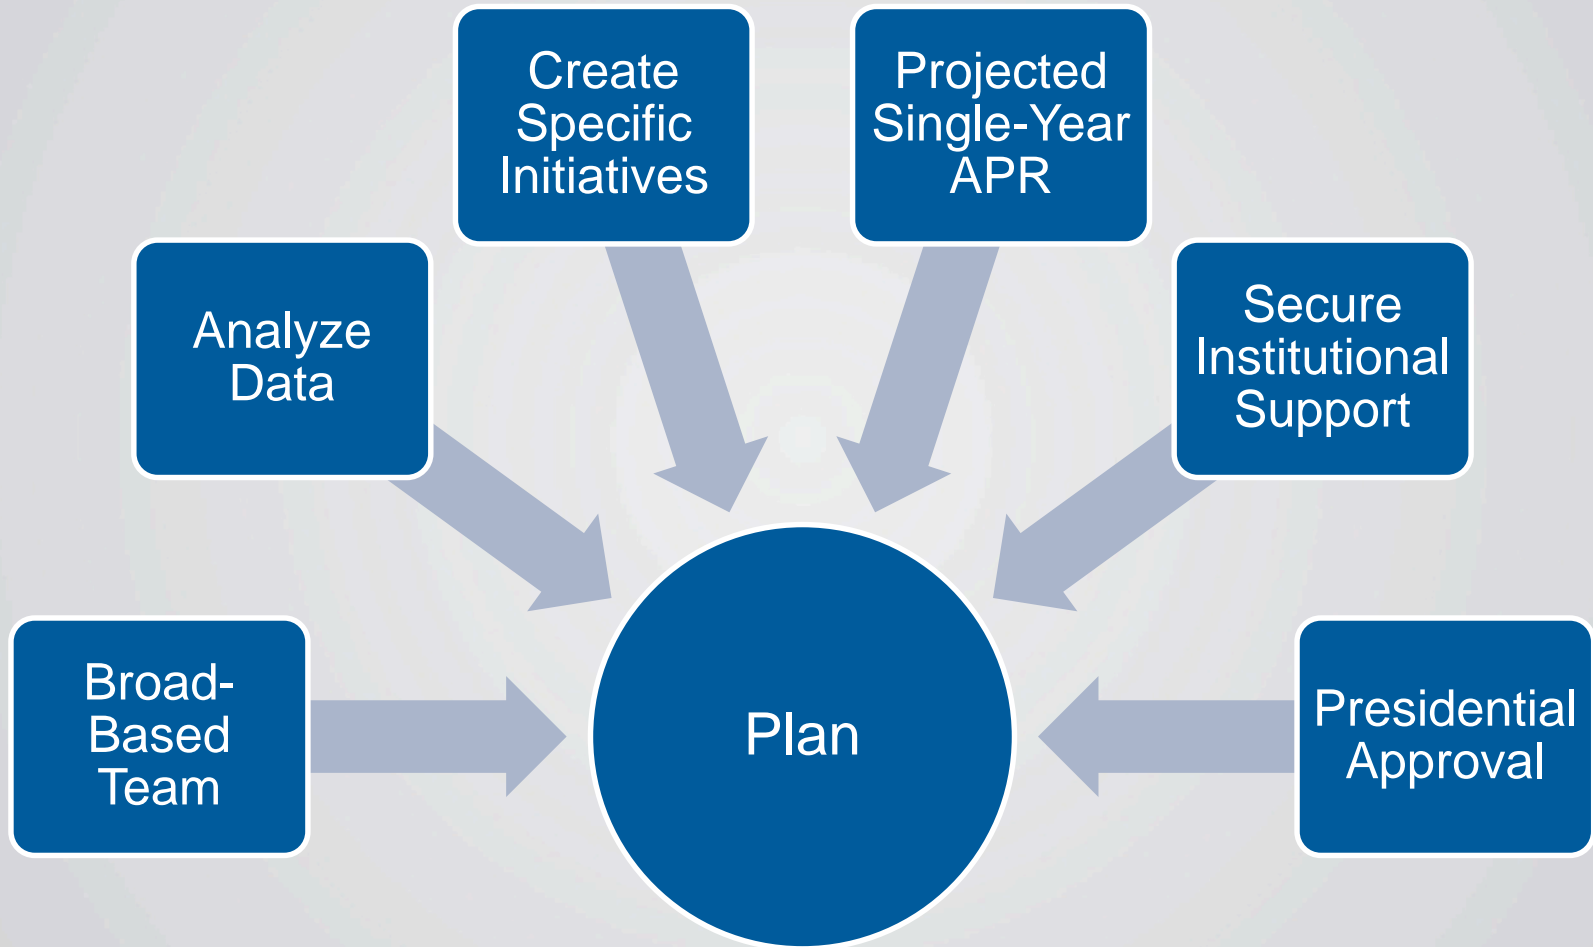 Create
Specific
Initiatives
Projected
Single-Year
APR
Analyze
Data
Secure
Institutional
Support
Broad-
Based
Team
Plan
Presidential
Approval